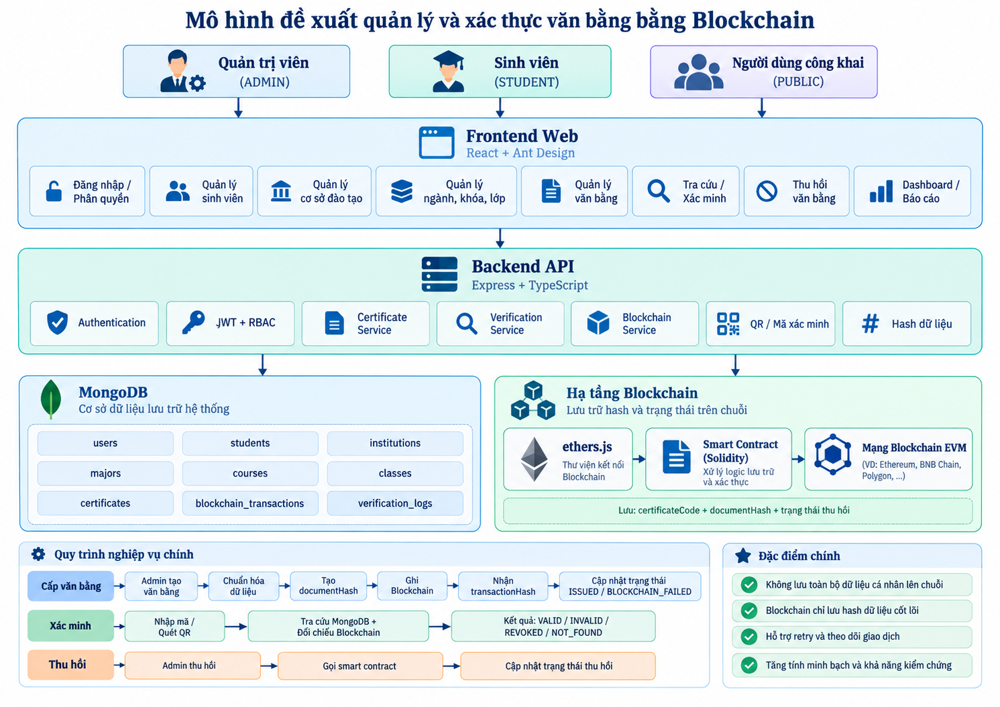 Mô hình đề xuất quản lý và xác thực văn bằng bằng Blockchain
Quản trị viên
(ADMIN)
Sinh viên
(STUDENT)
Người dùng công khai
(PUBLIC)
Frontend Web
React + Ant Design
Đăng nhập /
Phân quyền
Quản lý
sinh viên
Quản lý
cơ sở đào tạo
Quản lý
ngành, khóa, lớp
Quản lý
văn bằng
Tra cứu /
Xác minh
Thu hồi
văn bằng
Dashboard /
Báo cáo
Backend API
Express + TypeScript
Authentication
JWT + RBAC
Certificate
Service
Verification
Service
Blockchain
Service
QR / Mã xác minh
Hash dữ liệu
MongoDB
Cơ sở dữ liệu lưu trữ hệ thống
users
students
institutions
majors
courses
classes
certificates
blockchain_transactions
verification_logs
Hạ tầng Blockchain
Lưu trữ hash và trạng thái trên chuỗi
ethers.js
Thư viện kết nối
Blockchain
Smart Contract
(Solidity)
Xử lý logic lưu trữ
và xác thực
Mạng Blockchain EVM
(VD: Ethereum, BNB Chain,
Polygon, ...)
Lưu: certificateCode + documentHash + trạng thái thu hồi
Quy trình nghiệp vụ chính
Cấp văn bằng
Admin tạo
văn bằng
Chuẩn hóa
dữ liệu
Tạo
documentHash
Ghi
Blockchain
Nhận
transactionHash
Cập nhật trạng thái
ISSUED / BLOCKCHAIN_FAILED
Xác minh
Nhập mã /
Quét QR
Tra cứu MongoDB +
Đối chiếu Blockchain
Kết quả: VALID / INVALID /
REVOKED / NOT_FOUND
Thu hồi
Admin thu hồi
Gọi smart contract
Cập nhật trạng thái thu hồi
Đặc điểm chính
Không lưu toàn bộ dữ liệu cá nhân lên chuỗi
Blockchain chỉ lưu hash dữ liệu cốt lõi
Hỗ trợ retry và theo dõi giao dịch
Tăng tính minh bạch và khả năng kiểm chứng